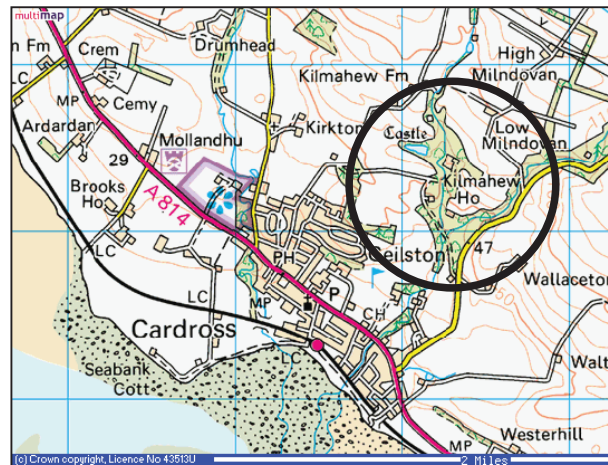 multimap
n Fm
Crem
Drumhead
High
Milndovan
Kilmahew Fm
LC
MP
Cemy
Ardardan
Kirkton
Castle
Low
Milndovan
29
Mollandhu
Brooks
Ho
A 814
Kilmahew
Ho
LC
PH
Geilston
47
Wallaceton
LC
MP
P
CH
Cardross
LC
Seabank
Cott
Walt
Westerhill
MP
(c) Crown copyright, Licence No 43513U
2 Miles